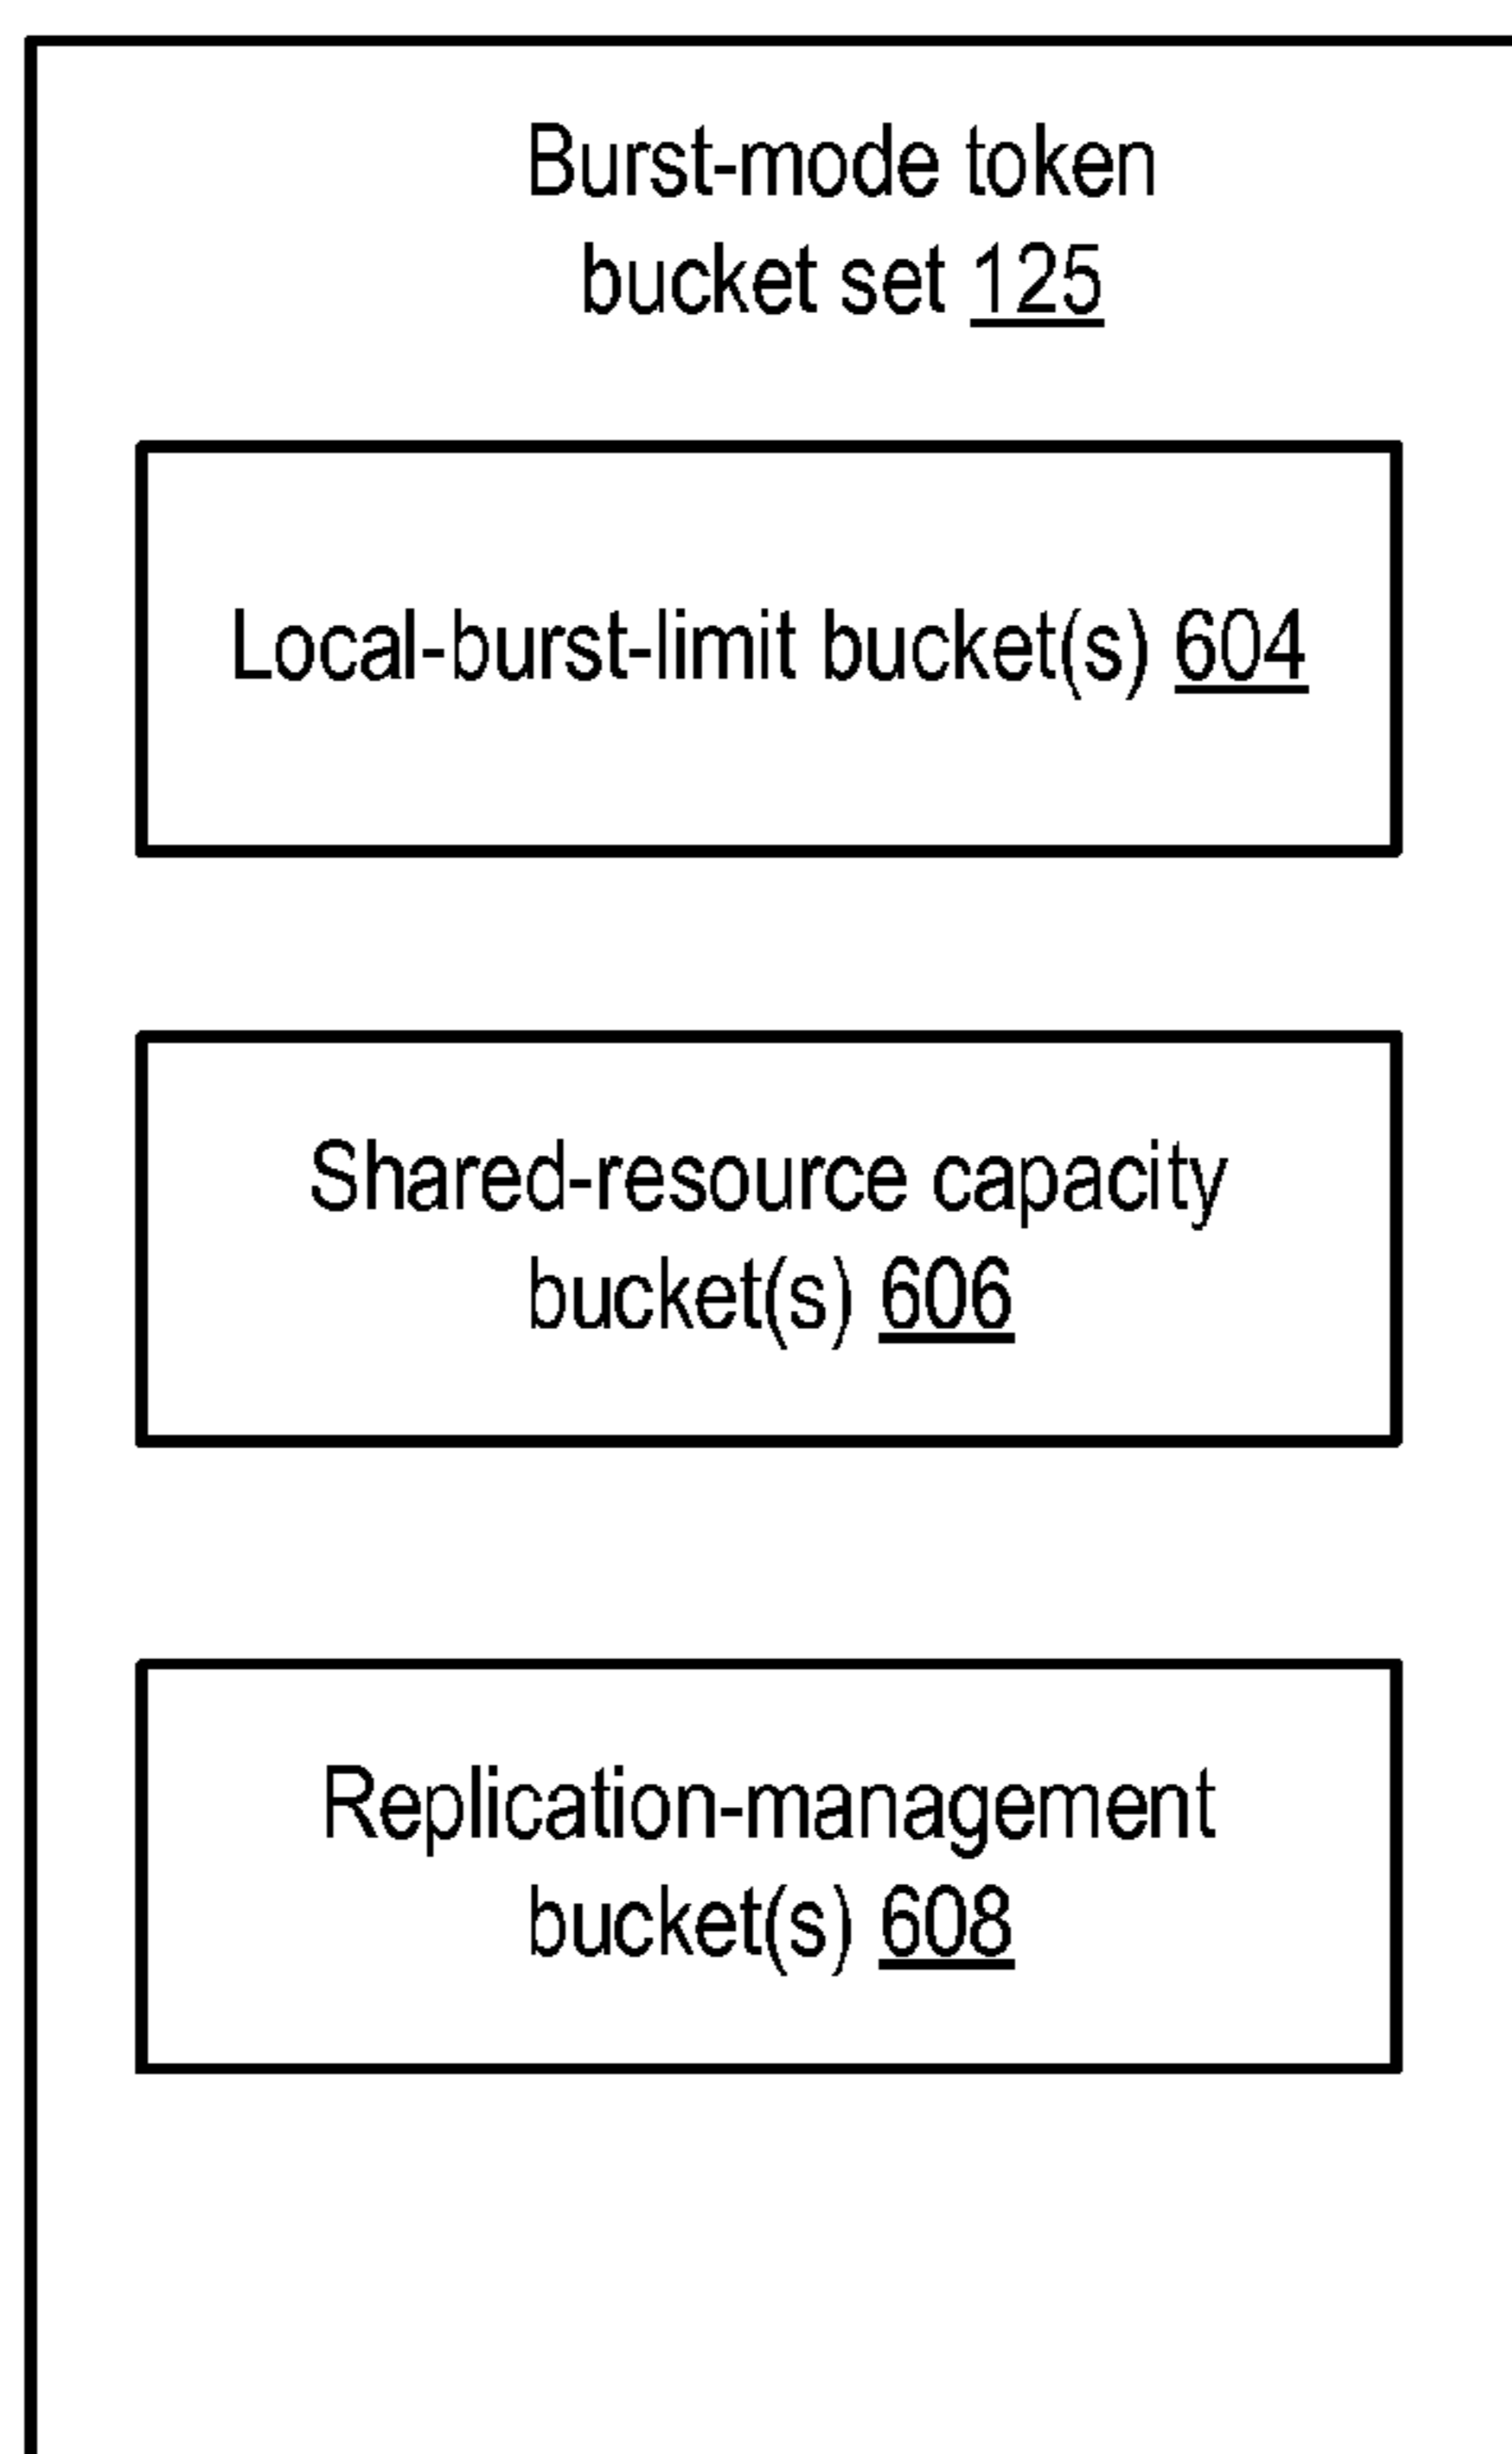 Burst-mode token
bucket set 125
Local-burst-limit bucket(s) 604
Shared-resource capacity
bucket(s) 606
Replication-management
bucket(s) 608